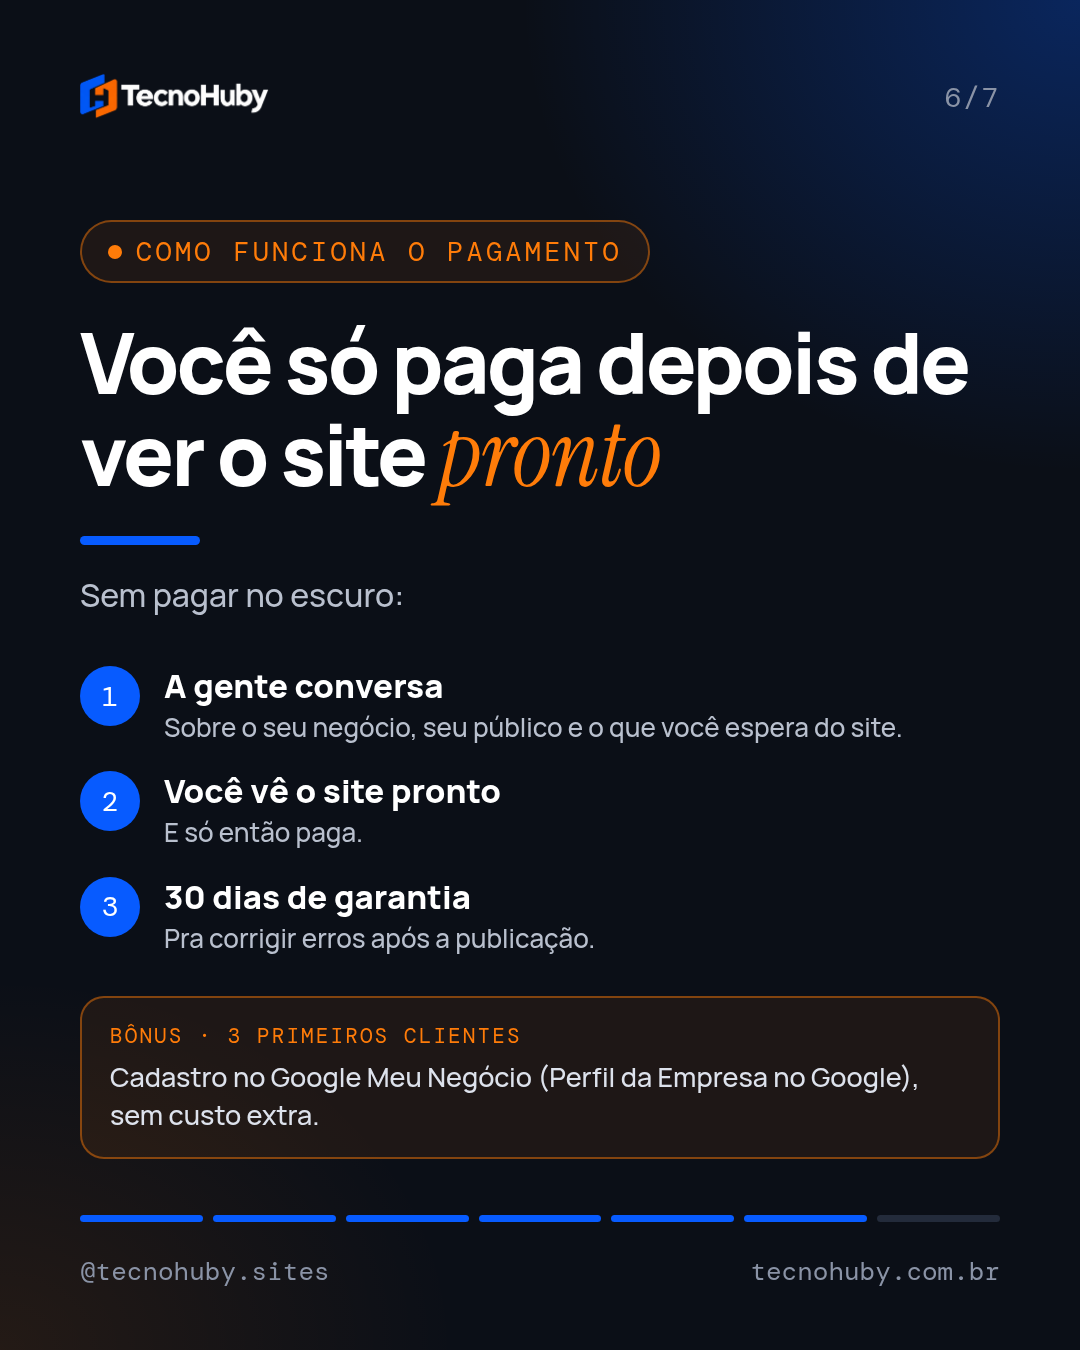 TecnoHuby
6/7
COMO FUNCIONA O PAGAMENTO
Você só paga depois de
ver o site pronto
Sem pagar no escuro:
1
A gente conversa
Sobre o seu negócio, seu público e o que você espera do site.
2
Você vê o site pronto
E só então paga.
3
30 dias de garantia
Pra corrigir erros após a publicação.
BÔNUS · 3 PRIMEIROS CLIENTES
Cadastro no Google Meu Negócio (Perfil da Empresa no Google),
sem custo extra.
@tecnohuby.sites
tecnohuby.com.br